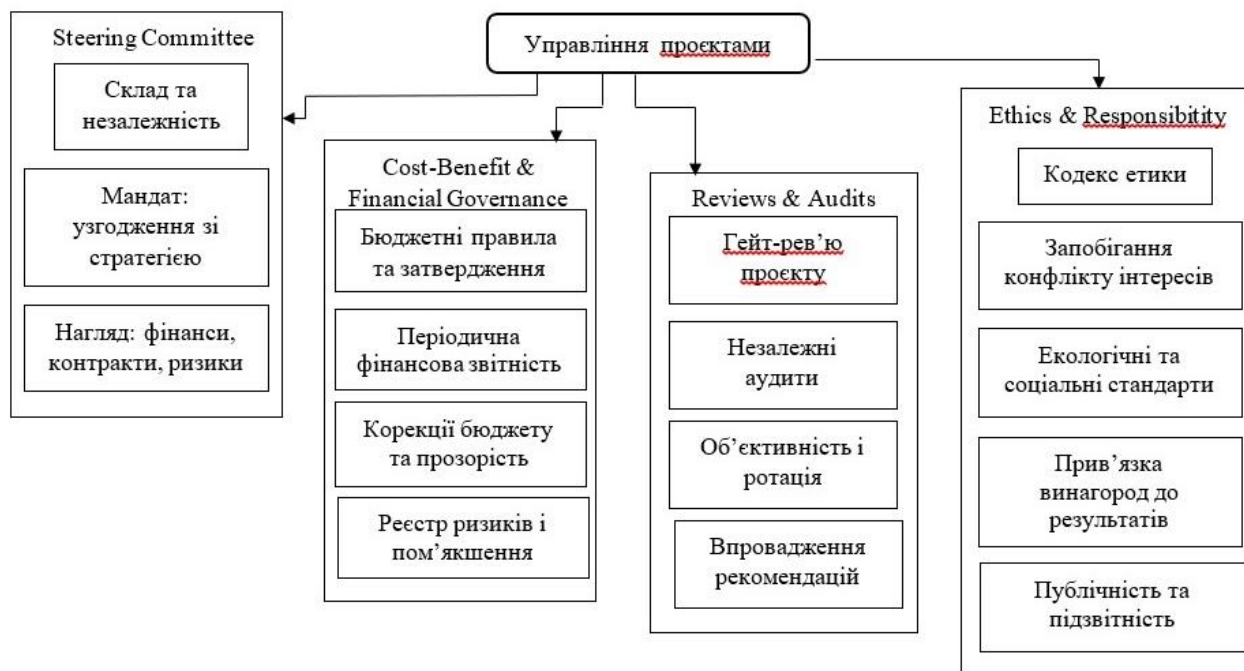 Управління проєктами
Steering Committee
Склад та
незалежність
Мандат:
узгодження зі
стратегією
Нагляд: фінанси,
контракти, ризики
Cost-Benefit &
Financial Governance
Бюджетні правила
та затвердження
Періодична
фінансова звітність
Корекції бюджету
та прозорість
Реєстр ризиків і
пом’якшення
Reviews & Audits
Гейт-рев’ю
проєкту
Незалежні
аудити
Об’єктивність і
ротація
Впровадження
рекомендацій
Ethics & Responsibitity
Кодекс етики
Запобігання
конфлікту інтересів
Екологічні та
соціальні стандарти
Прив’язка
винагород до
результатів
Публічність та
підзвітність